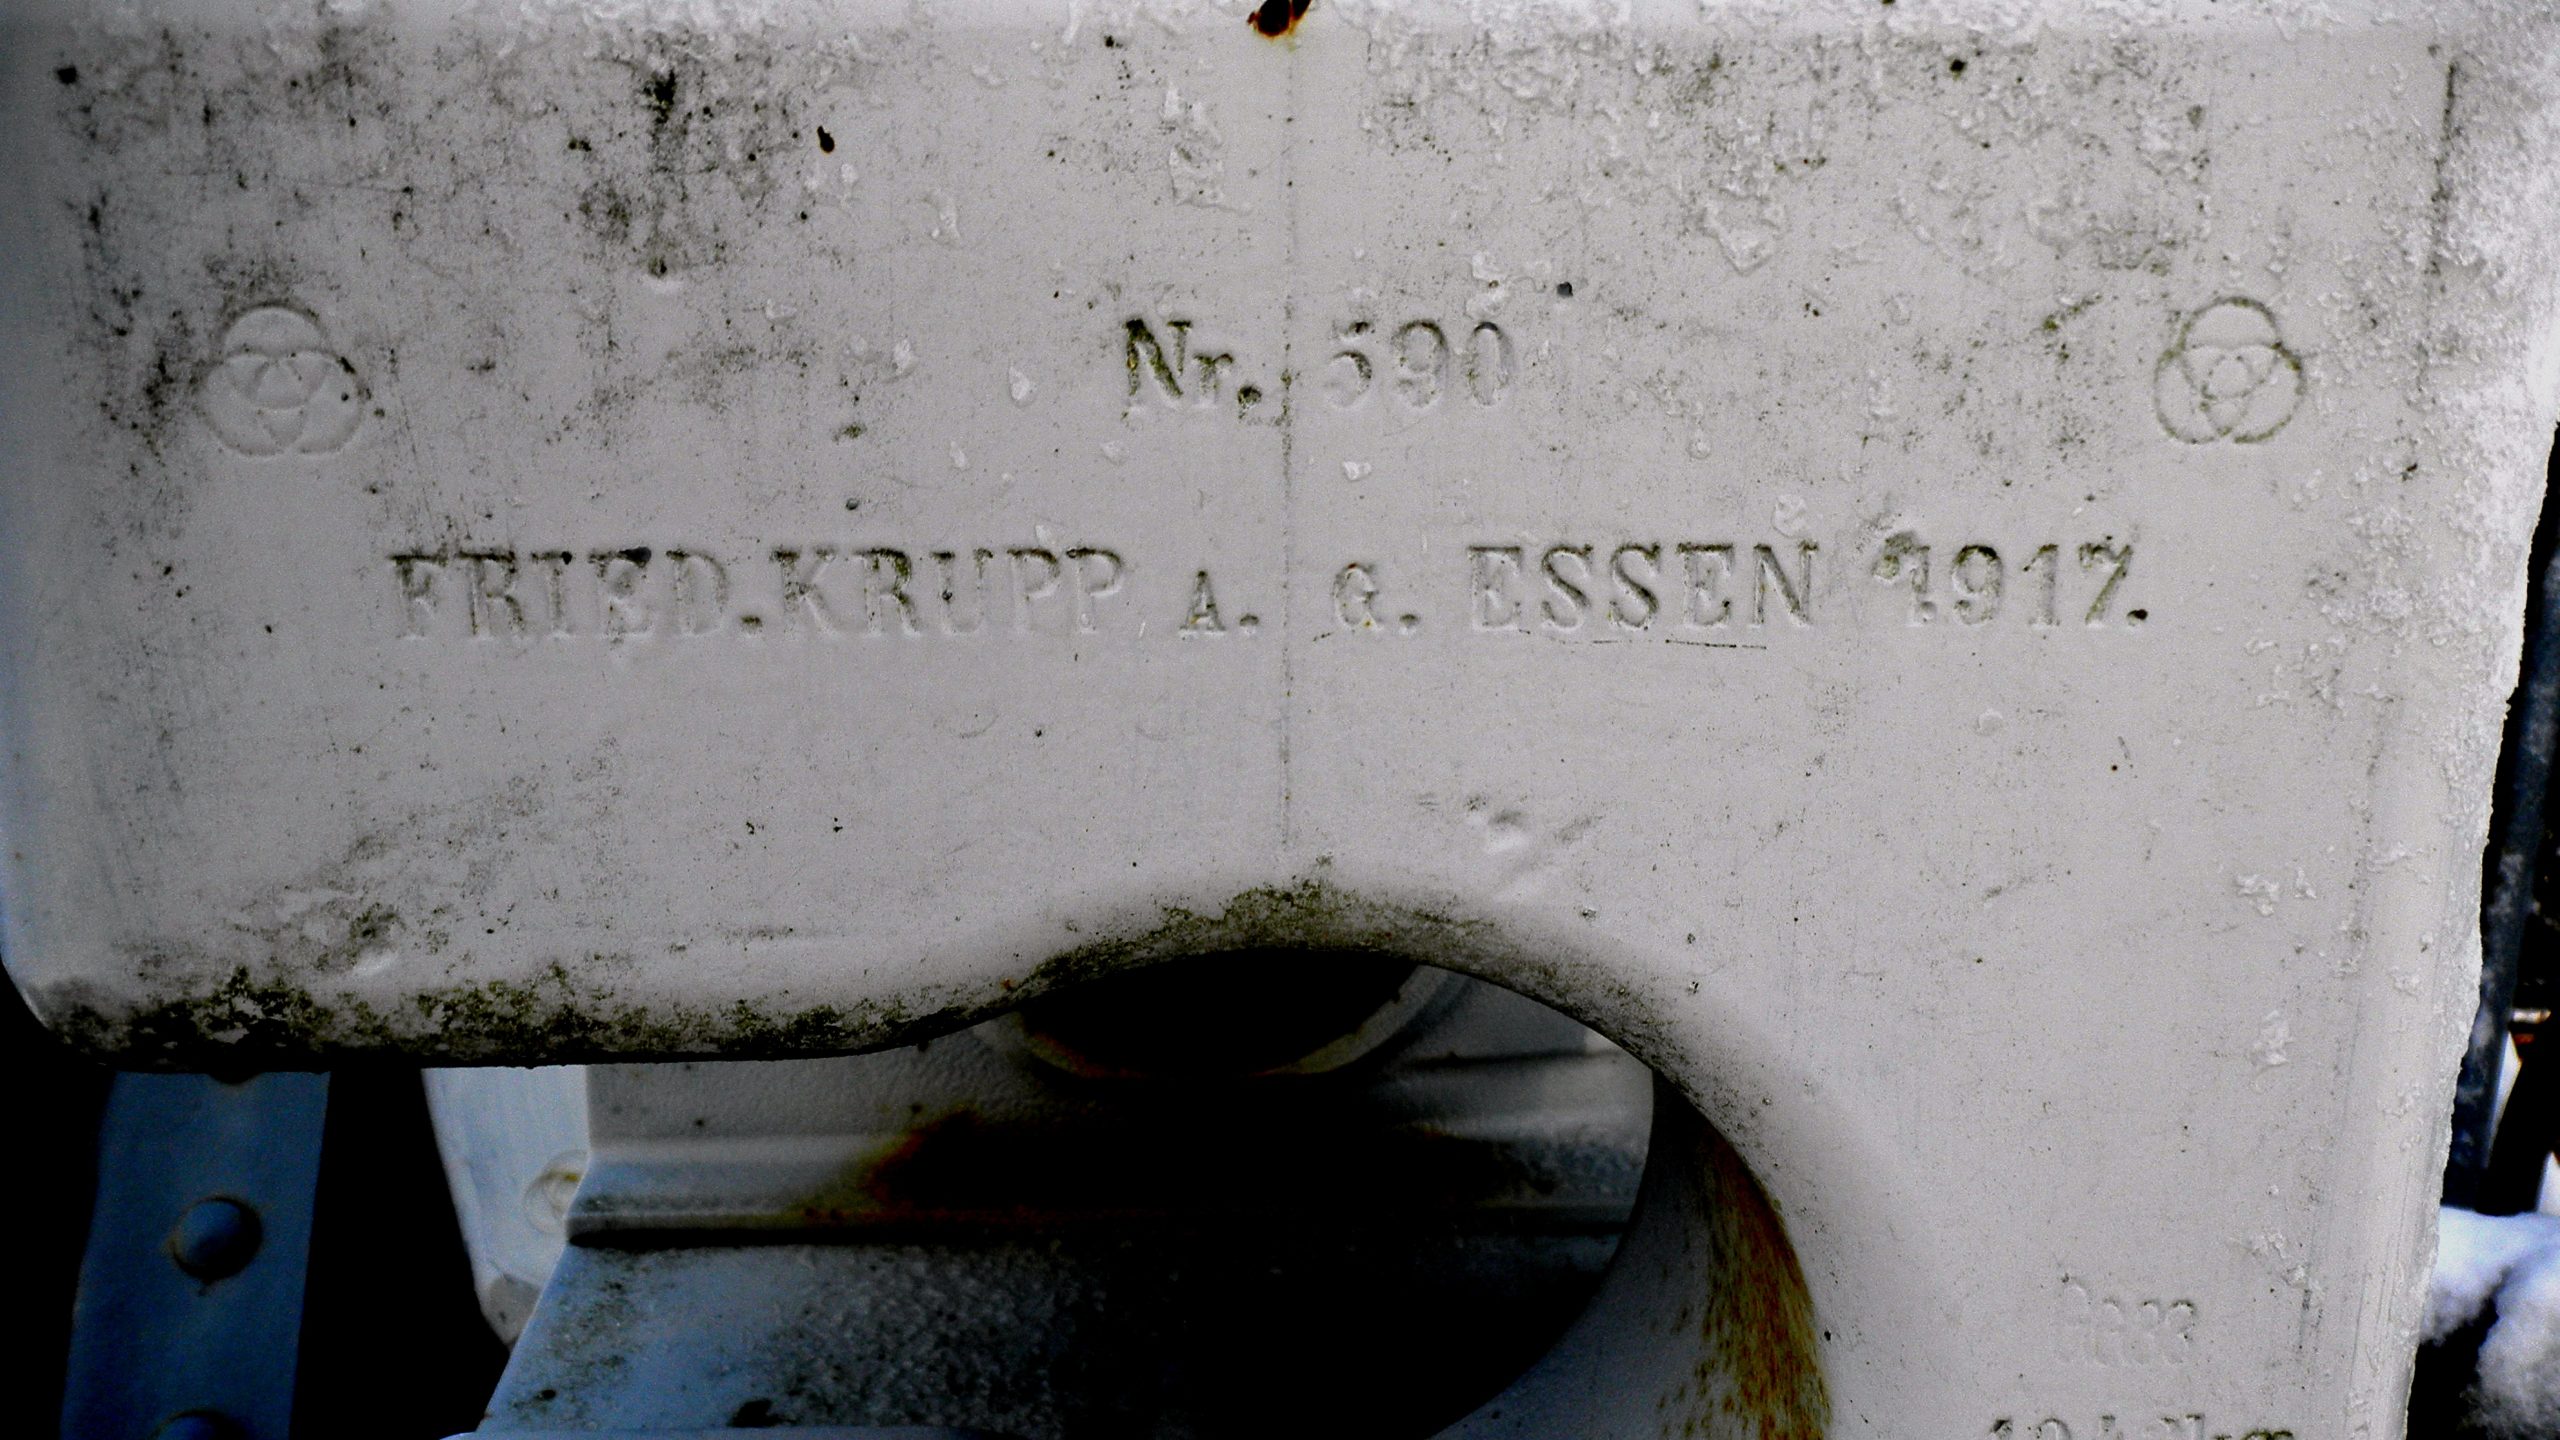 Nr. 590
FRIED.KRUPP A. G. ESSEN 1917.